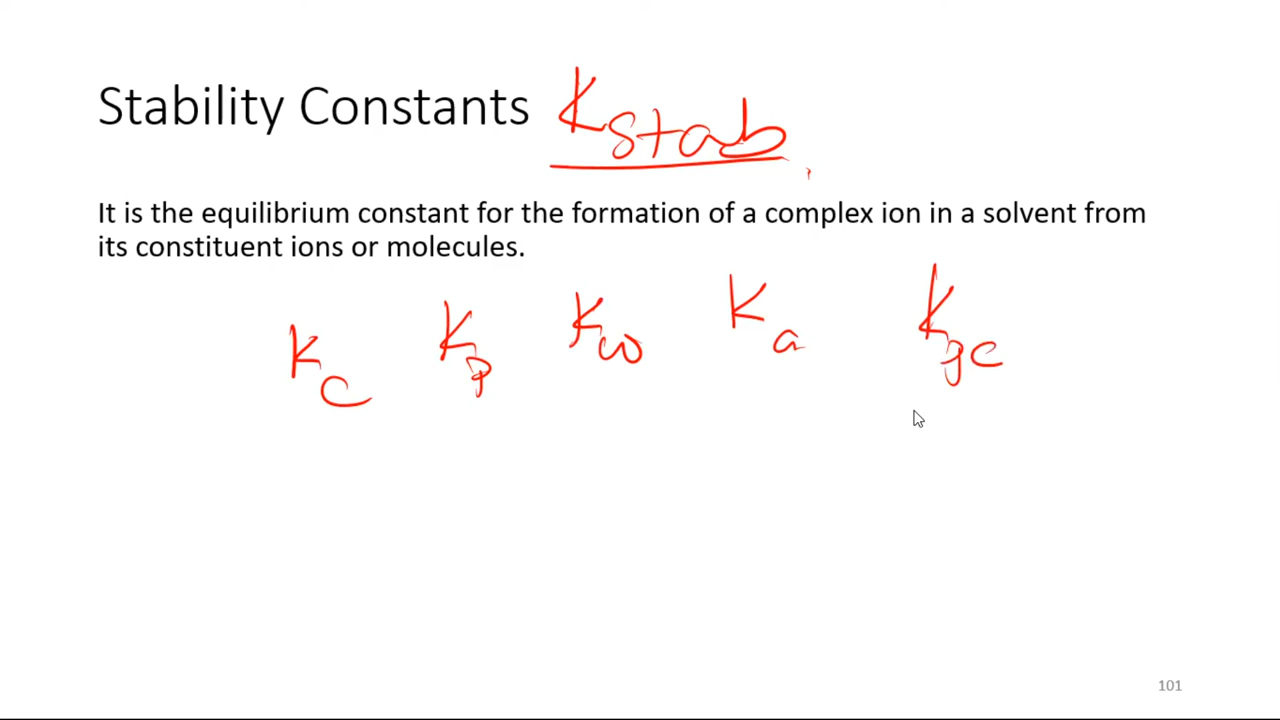 Stability Constants Kstab
It is the equilibrium constant for the formation of a complex ion in a solvent from
its constituent ions or molecules.
Kc Kp Kw Ka Kpc
101